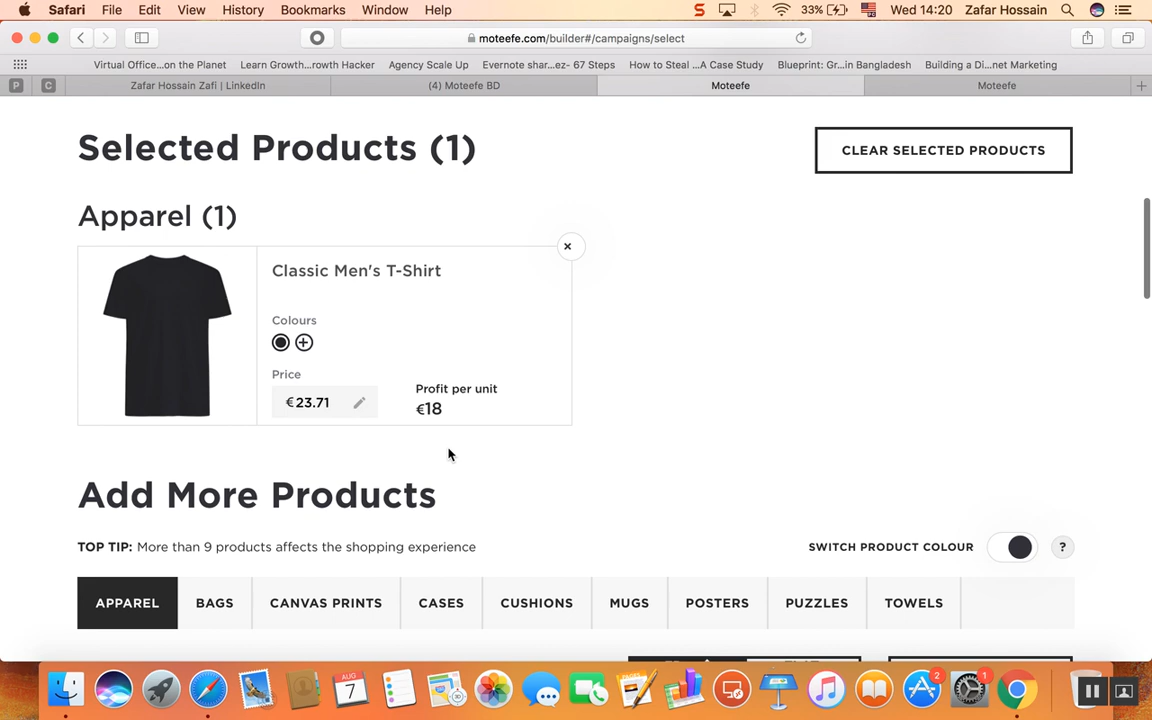 Safari File Edit View History Bookmarks Window Help S 33% Wed 14:20 Zafar Hossain
moteefe.com/builder#/campaigns/select
Virtual Office...on the Planet Learn Growth...rowth Hacker Agency Scale Up Evernote shar...ez- 67 Steps How to Steal ...A Case Study Blueprint: Gr...in Bangladesh Building a Di...net Marketing
P C Zafar Hossain Zafi | LinkedIn (4) Moteefe BD Moteefe Moteefe
Selected Products (1)
CLEAR SELECTED PRODUCTS
Apparel (1)
Classic Men's T-Shirt
Colours
Price
Profit per unit
€23.71
€18
Add More Products
TOP TIP: More than 9 products affects the shopping experience
SWITCH PRODUCT COLOUR ?
APPAREL BAGS CANVAS PRINTS CASES CUSHIONS MUGS POSTERS PUZZLES TOWELS
AUG
7
2
1